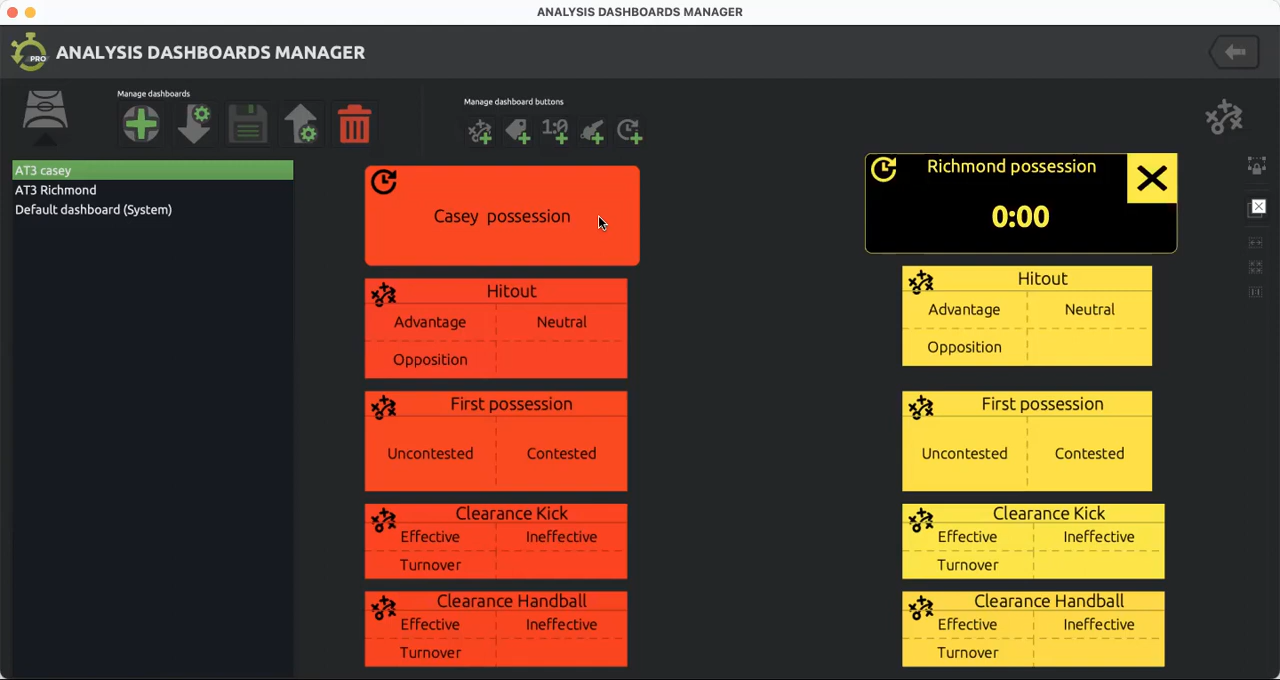 ANALYSIS DASHBOARDS MANAGER
PRO
ANALYSIS DASHBOARDS MANAGER
Manage dashboards
Manage dashboard buttons
1:0
AT3 casey
AT3 Richmond
Default dashboard (System)
Casey possession
Hitout
Advantage Neutral
Opposition
First possession
Uncontested Contested
Clearance Kick
Effective Ineffective
Turnover
Clearance Handball
Effective Ineffective
Turnover
Richmond possession
0:00
Hitout
Advantage Neutral
Opposition
First possession
Uncontested Contested
Clearance Kick
Effective Ineffective
Turnover
Clearance Handball
Effective Ineffective
Turnover